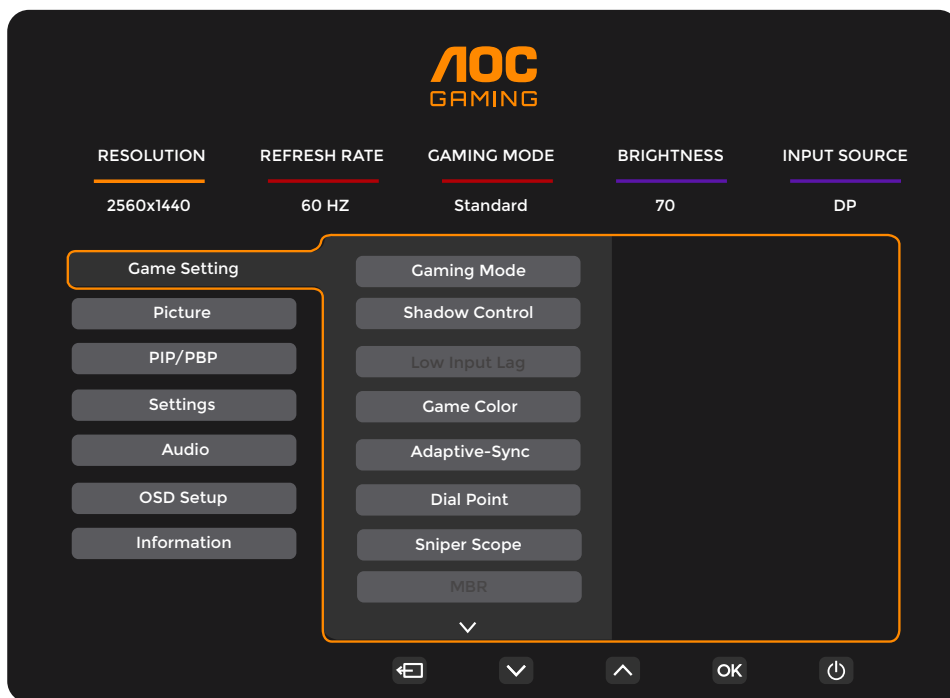 AOC
GAMING
RESOLUTION REFRESH RATE GAMING MODE BRIGHTNESS INPUT SOURCE
2560x1440 60 HZ Standard 70 DP
Game Setting
Picture
PIP/PBP
Settings
Audio
OSD Setup
Information
Gaming Mode
Shadow Control
Low Input Lag
Game Color
Adaptive-Sync
Dial Point
Sniper Scope
MBR
OK